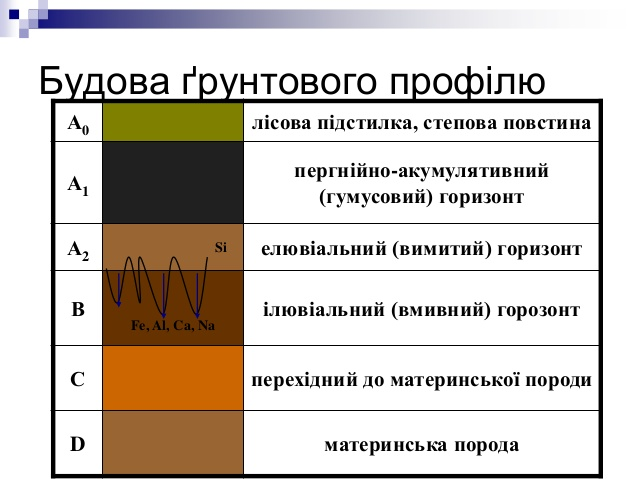 Будова ґрунтового профілю
A0 лісова підстилка, степова повстина
A1 пергнійно-акумулятивний
(гумусовий) горизонт
A2 Si елювіальний (вимитий) горизонт
B Fe, Al, Ca, Na ілювіальний (вмивний) горозонт
C перехідний до материнської породи
D материнська порода